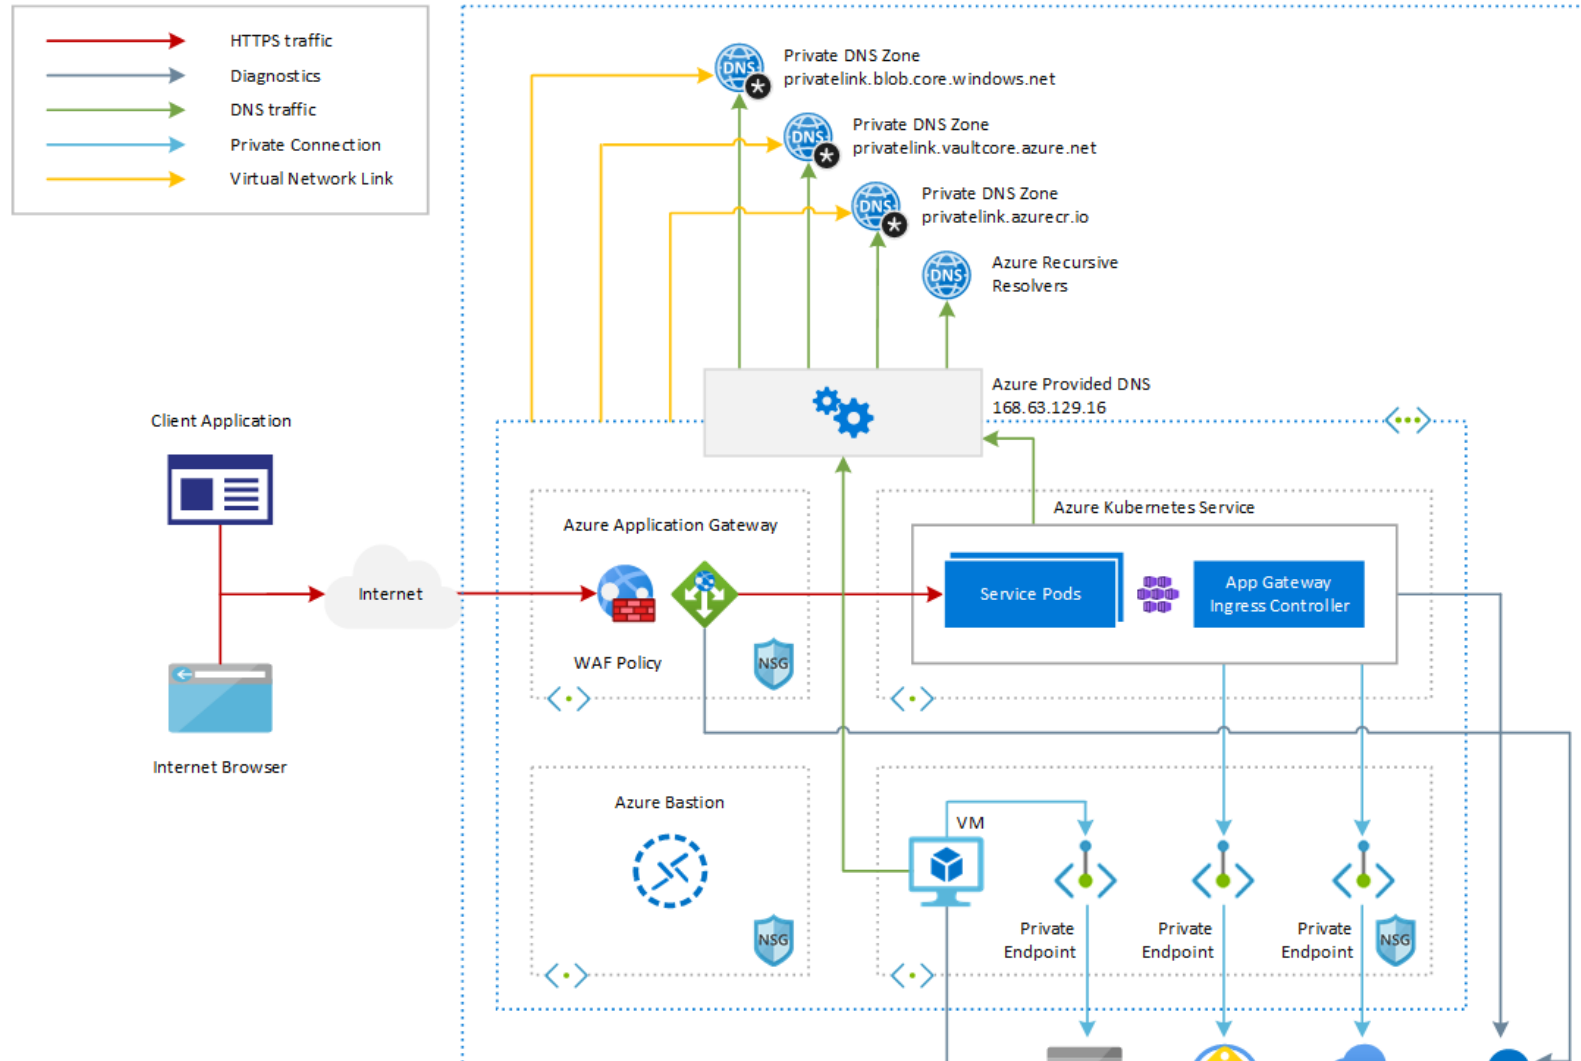 HTTPS traffic
Diagnostics
DNS traffic
Private Connection
Virtual Network Link
DNS
Private DNS Zone
privatelink.blob.core.windows.net
DNS
Private DNS Zone
privatelink.vaultcore.azure.net
DNS
Private DNS Zone
privatelink.azurecr.io
DNS
Azure Recursive
Resolvers
Azure Provided DNS
168.63.129.16
Client Application
Internet
Internet Browser
Azure Application Gateway
WAF Policy
NSG
Azure Kubernetes Service
Service Pods
App Gateway
Ingress Controller
Azure Bastion
NSG
VM
Private
Endpoint
Private
Endpoint
Private
Endpoint
NSG